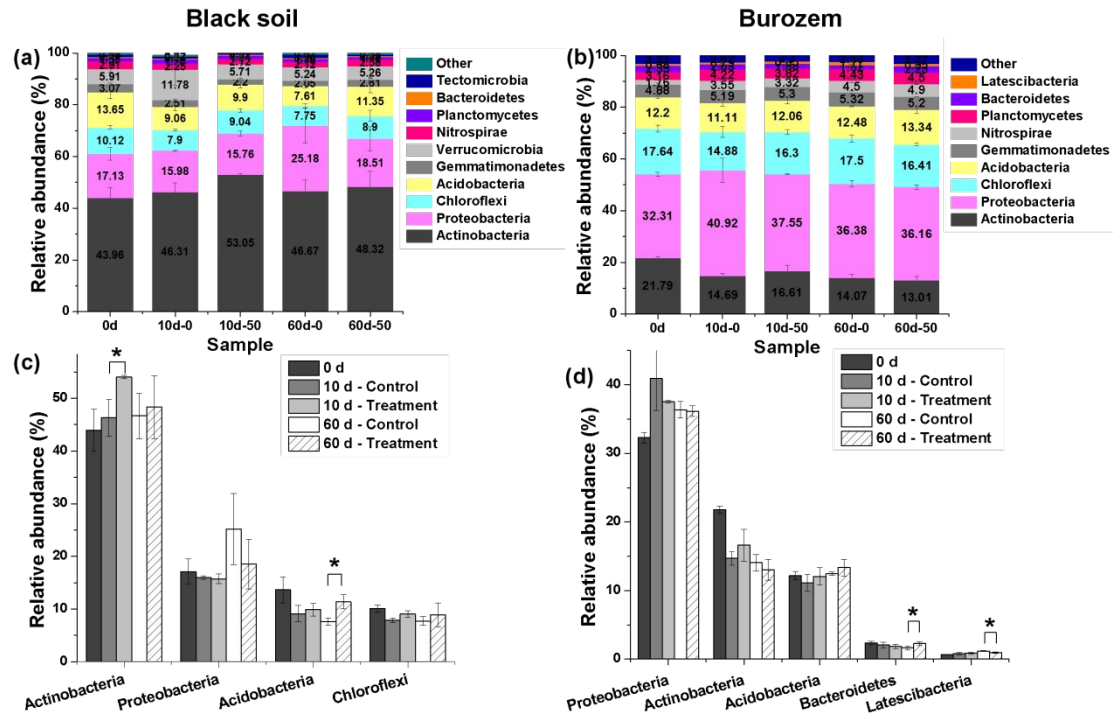 Black soil
Burozem
(a)
Relative abundance (%)
100
80
60
40
20
0
5.91
3.07
13.65
10.12
17.13
43.96
11.78
2.51
9.06
7.9
15.98
46.31
5.71
2.2
9.9
9.04
15.76
53.05
5.24
2.05
7.61
7.75
25.18
46.67
5.26
2.51
11.35
8.9
18.51
48.32
0d
10d-0
10d-50
60d-0
60d-50
Sample
Other
Tectomicrobia
Bacteroidetes
Planctomycetes
Nitrospirae
Verrucomicrobia
Gemmatimonadetes
Acidobacteria
Chloroflexi
Proteobacteria
Actinobacteria
(b)
Relative abundance (%)
100
80
60
40
20
0
3.16
1.76
4.88
12.2
17.64
32.31
21.79
4.22
3.55
5.19
11.11
14.88
40.92
14.69
3.82
3.32
5.3
12.06
16.3
37.55
16.61
4.43
4.5
5.32
12.48
17.5
36.38
14.07
4.5
4.9
5.2
13.34
16.41
36.16
13.01
0d
10d-0
10d-50
60d-0
60d-50
Sample
Other
Latescibacteria
Bacteroidetes
Planctomycetes
Nitrospirae
Gemmatimonadetes
Acidobacteria
Chloroflexi
Proteobacteria
Actinobacteria
(c)
Relative abundance (%)
50
40
30
20
10
0
*
*
0 d
10 d - Control
10 d - Treatment
60 d - Control
60 d - Treatment
Actinobacteria
Proteobacteria
Acidobacteria
Chloroflexi
(d)
Relative abundance (%)
40
30
20
10
0
*
*
0 d
10 d - Control
10 d - Treatment
60 d - Control
60 d - Treatment
Proteobacteria
Actinobacteria
Acidobacteria
Bacteroidetes
Latescibacteria